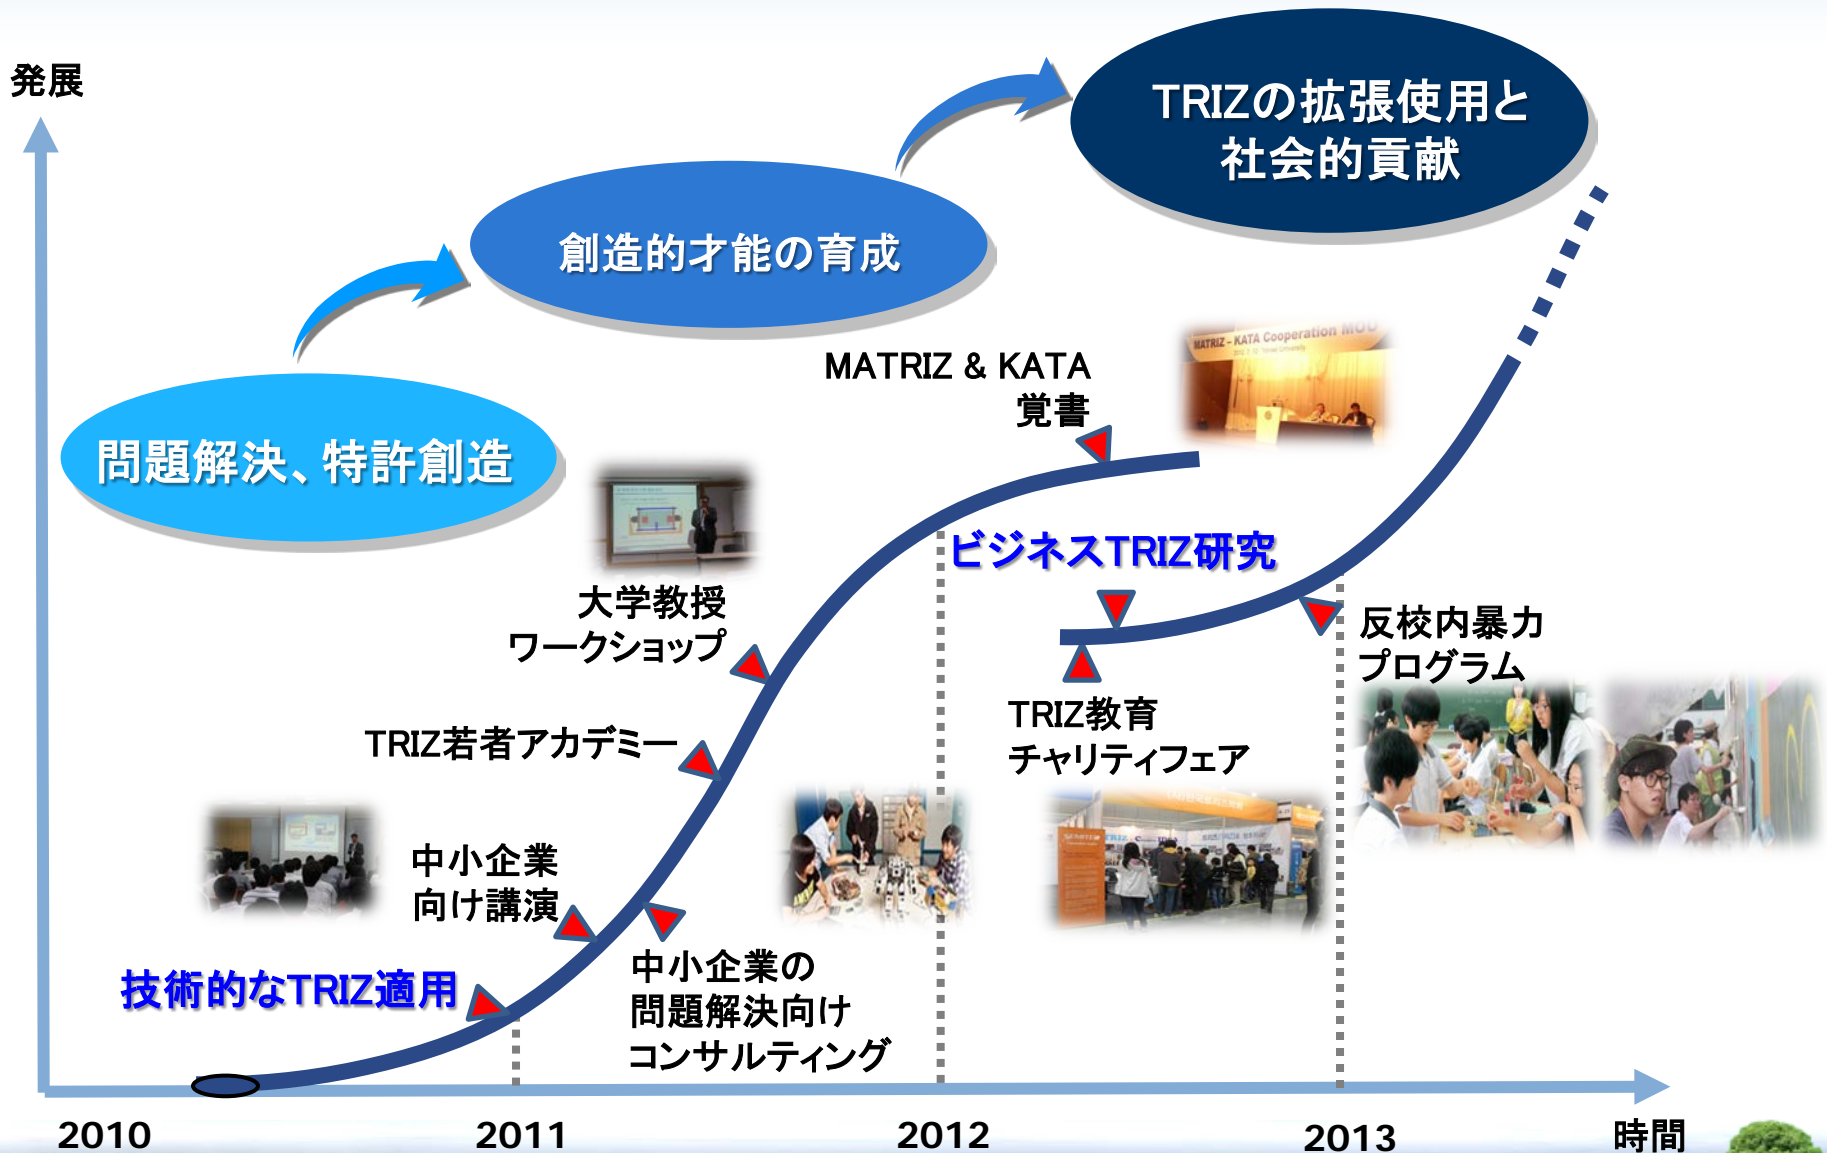 発展
TRIZの拡張使用と
社会的貢献
創造的才能の育成
問題解決、特許創造
MATRIZ - KATA Cooperation MOU
MATRIZ & KATA
覚書
ビジネスTRIZ研究
大学教授
ワークショップ
反校内暴力
プログラム
TRIZ教育
チャリティフェア
TRIZ若者アカデミー
中小企業
向け講演
技術的なTRIZ適用
中小企業の
問題解決向け
コンサルティング
2010
2011
2012
2013
時間